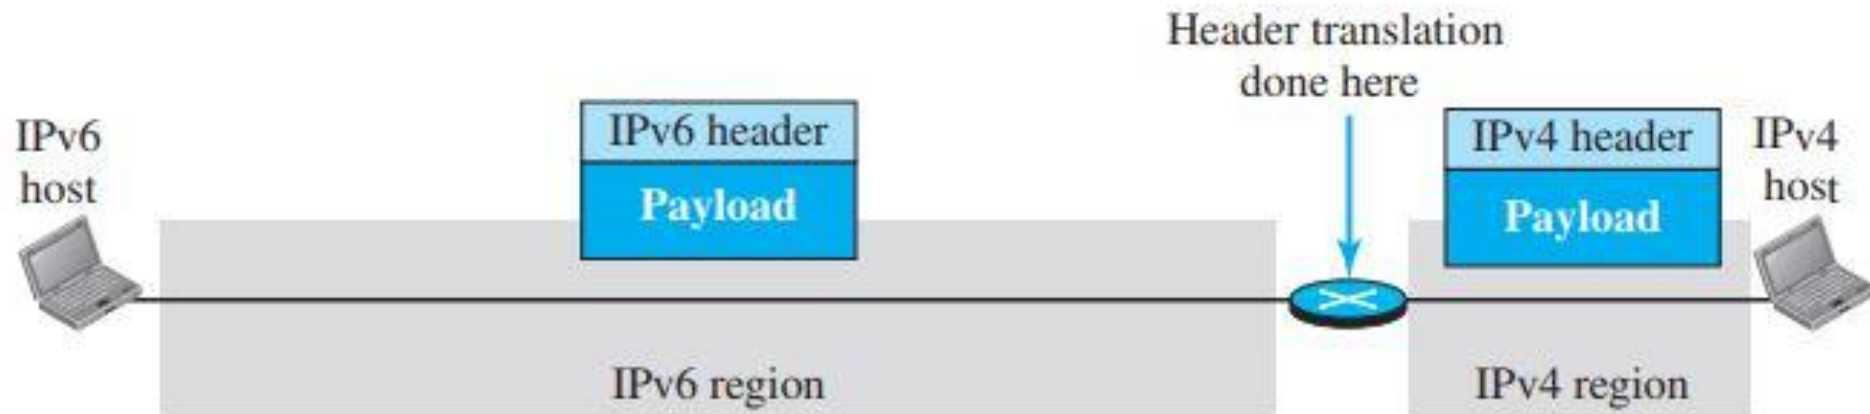 Header translation
done here
IPv6
host
IPv6 header
Payload
IPv4 header
Payload
IPv4
host
IPv6 region
IPv4 region